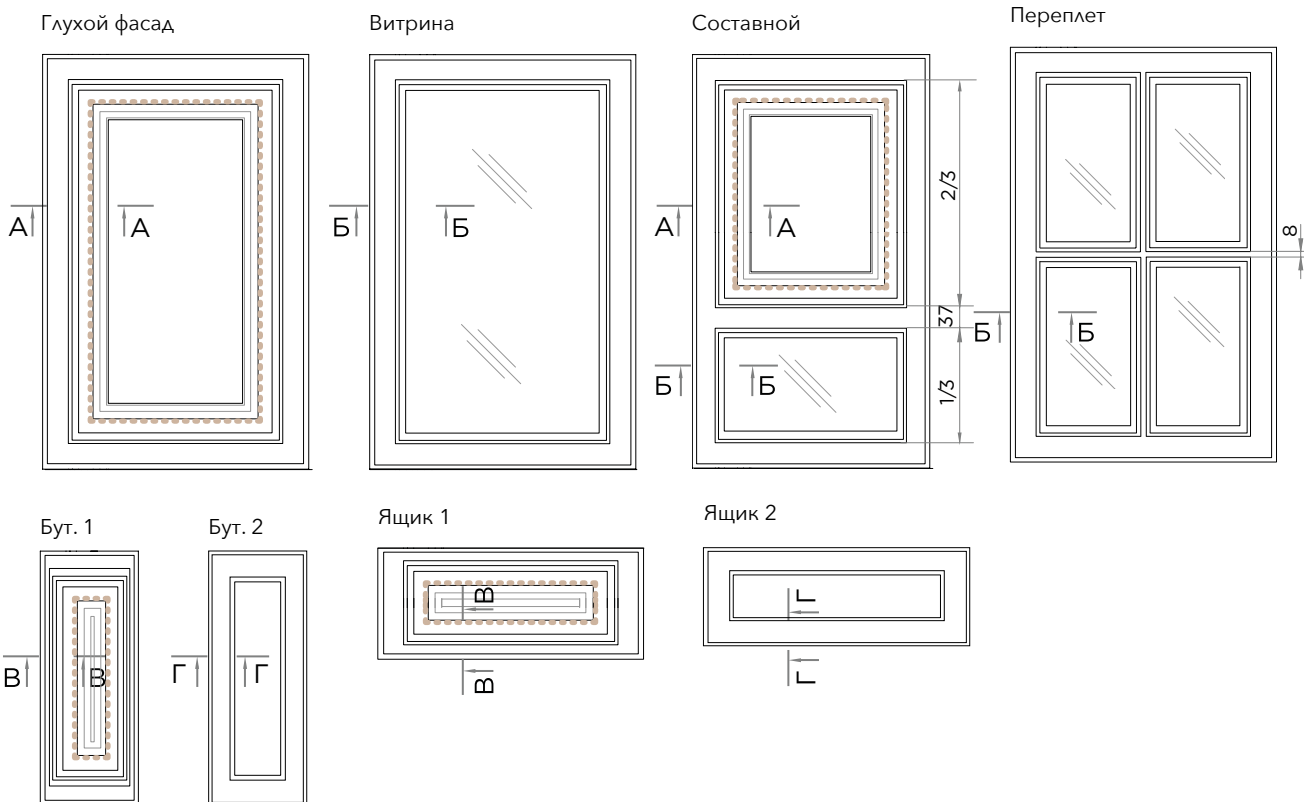 Глухой фасад
Витрина
Составной
Переплет
А А
Б Б
А А
2/3
8
37
Б Б
Б Б
1/3
Бут. 1
Бут. 2
Ящик 1
Ящик 2
В В
Г Г
В
В
Г
Г